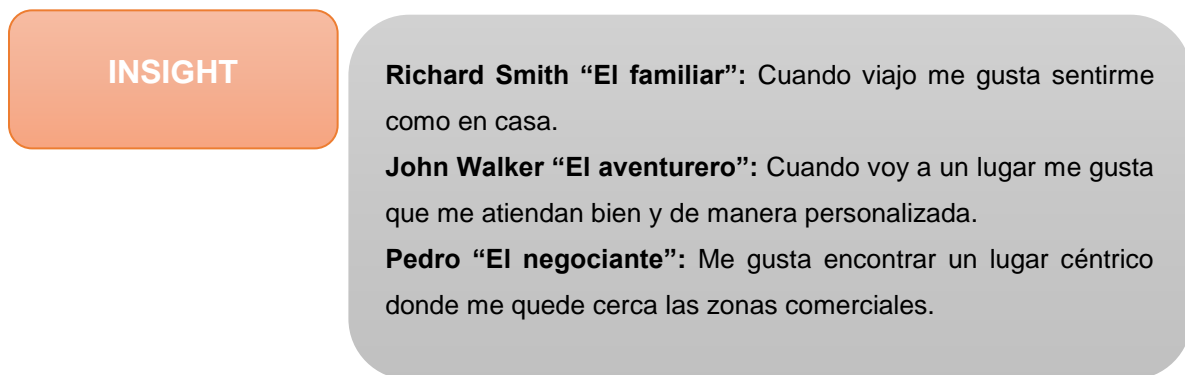 INSIGHT
Richard Smith “El familiar”: Cuando viajo me gusta sentirme
como en casa.
John Walker “El aventurero”: Cuando voy a un lugar me gusta
que me atiendan bien y de manera personalizada.
Pedro “El negociante”: Me gusta encontrar un lugar céntrico
donde me quede cerca las zonas comerciales.